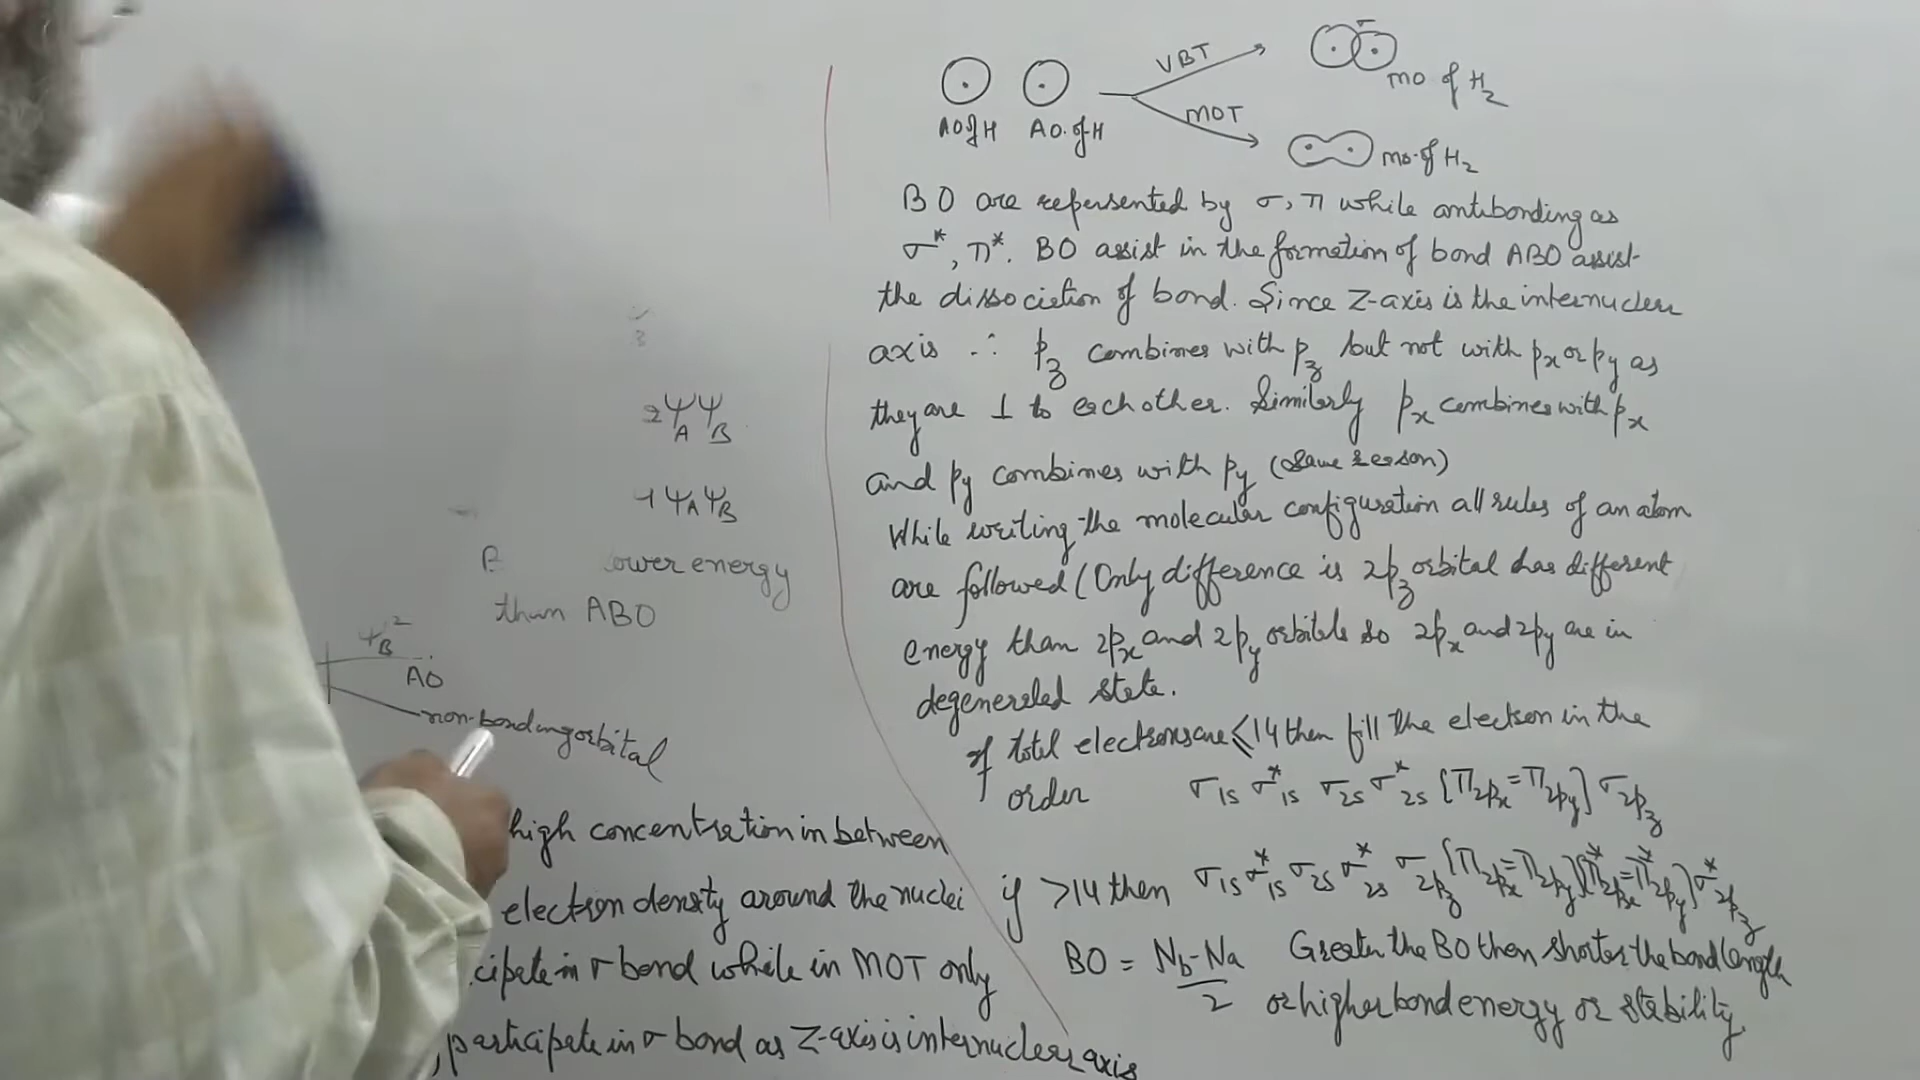 2ΨAΨB
ΨAΨB
ower energy
than ABO
ΨB²
AO
non-bonding orbital
high concentration in between
electron density around the nuclei
cipate in σ bond while in MOT only
participate in σ bond as Z-axis is internuclear axis
AO of H AO. of H
VBT
σ
MO of H2
MOT
mo. of H2
BO are repersented by σ, π while antibonding as
σ*, π*. BO assist in the formation of bond ABO assist
the dissociation of bond. Since Z-axis is the internuclear
axis ∴ pz combines with pz but not with px or py as
they are ⊥ to each other. Similarly px combines with px
and py combines with py (same reason)
While writing the molecular configuration all rules of an atom
are followed (Only difference is 2pz orbital has different
energy than 2px and 2py orbitals so 2px and 2py are in
degenerated state.
If total electrons are ≤14 then fill the electron in the
order σ1s σ*1s σ2s σ*2s [π2px = π2py] σ2pz
if >14 then σ1s σ*1s σ2s σ*2s σ2pz [π2px = π2py] [π*2px = π*2py] σ*2pz
BO = Nb-Na/2 Greater the BO then shorter the bond length
or higher bond energy or stability